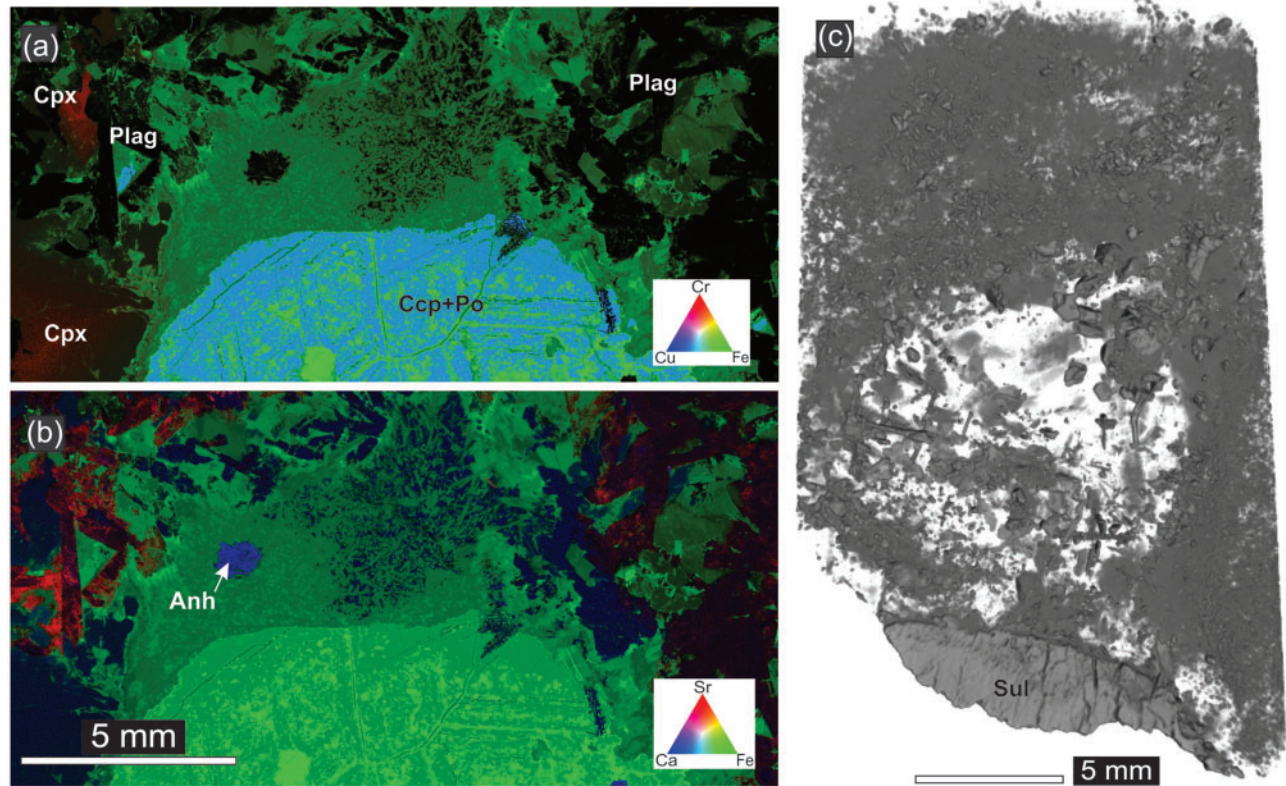 (a)
Cpx
Plag
Plag
Ccp+Po
Cpx
Cr
Cu Fe
(b)
Anh
5 mm
Sr
Ca Fe
(c)
Sul
5 mm